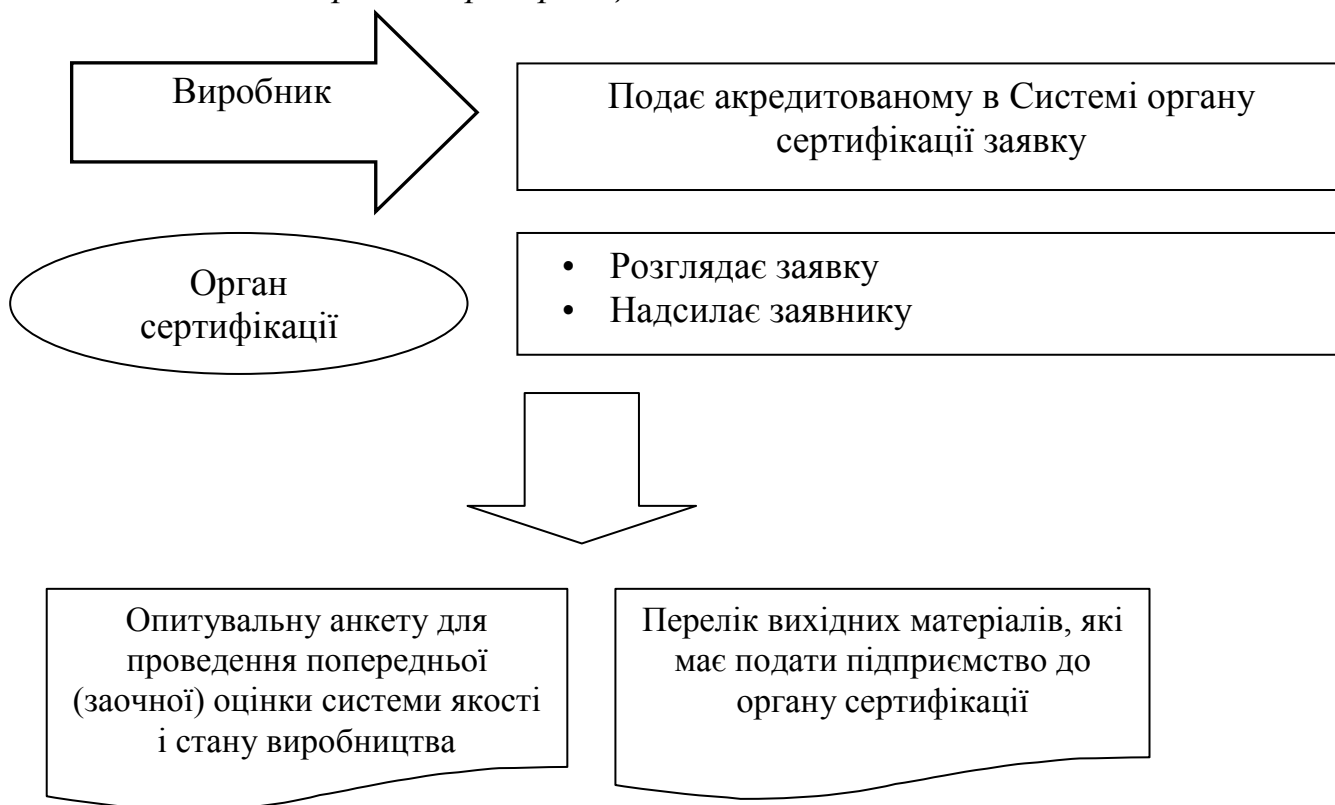 Виробник
Подає акредитованому в Системі органу
сертифікації заявку
Орган
сертифікації
• Розглядає заявку
• Надсилає заявнику
Опитувальну анкету для
проведення попередньої
(заочної) оцінки системи якості
і стану виробництва
Перелік вихідних матеріалів, які
має подати підприємство до
органу сертифікації